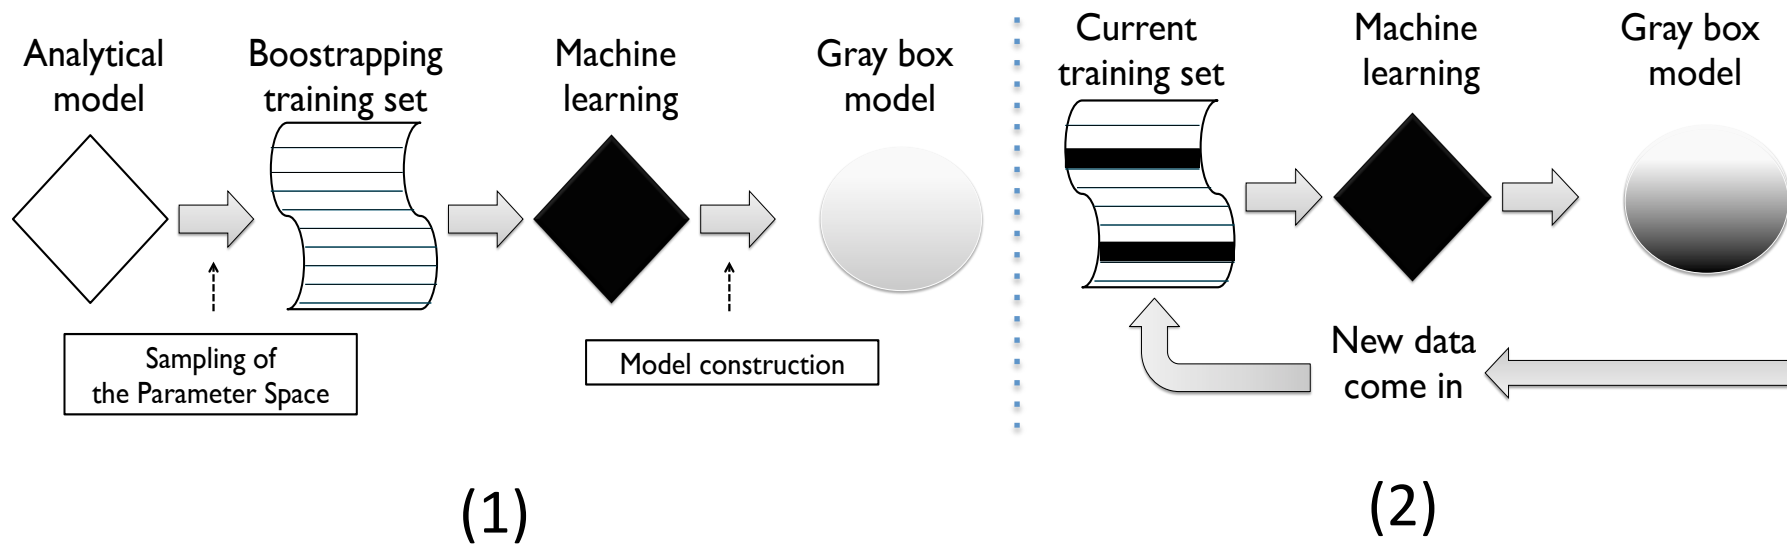 Analytical
model
Boostrapping
training set
Machine
learning
Gray box
model
Sampling of
the Parameter Space
Model construction
(1)
Current
training set
Machine
learning
Gray box
model
New data
come in
(2)